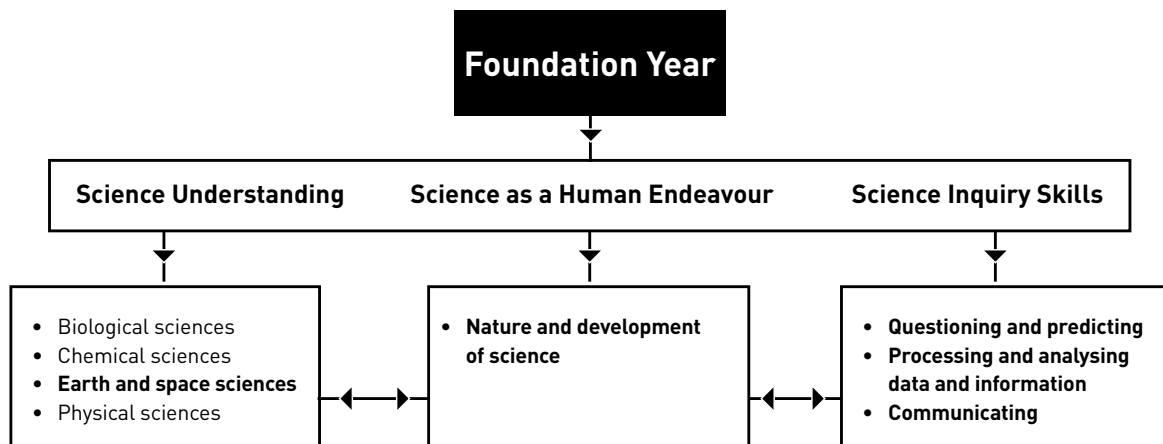 Foundation Year
Science Understanding
Science as a Human Endeavour
Science Inquiry Skills
• Biological sciences
• Chemical sciences
• Earth and space sciences
• Physical sciences
• Nature and development
of science
• Questioning and predicting
• Processing and analysing
data and information
• Communicating